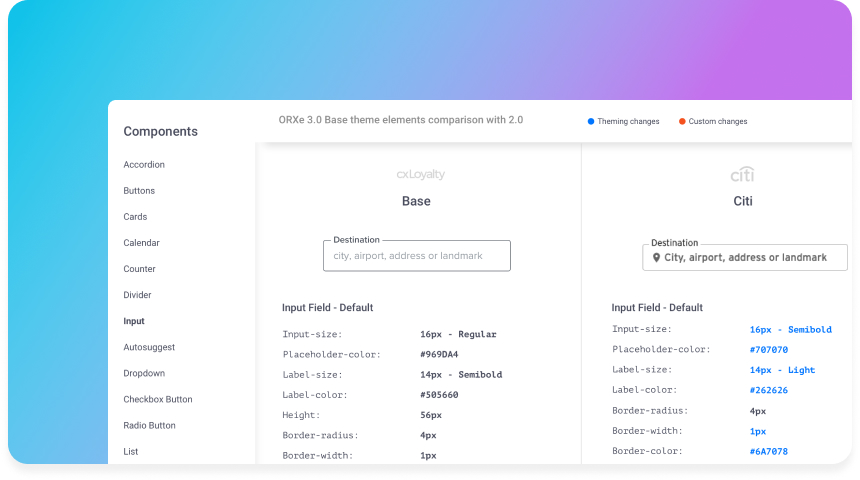 ORXe 3.0 Base theme elements comparison with 2.0
Theming changes
Custom changes
Components
Accordion
Buttons
Cards
Calendar
Counter
Divider
Input
Autosuggest
Dropdown
Checkbox Button
Radio Button
List
cxLoyalty
Base
Destination
city, airport, address or landmark
Input Field - Default
Input-size: 16px - Regular
Placeholder-color: #969DA4
Label-size: 14px - Semibold
Label-color: #505660
Height: 56px
Border-radius: 4px
Border-width: 1px
citi
Citi
Destination
City, airport, address or landmark
Input Field - Default
Input-size: 16px - Semibold
Placeholder-color: #707070
Label-size: 14px - Light
Label-color: #262626
Border-radius: 4px
Border-width: 1px
Border-color: #6A7078